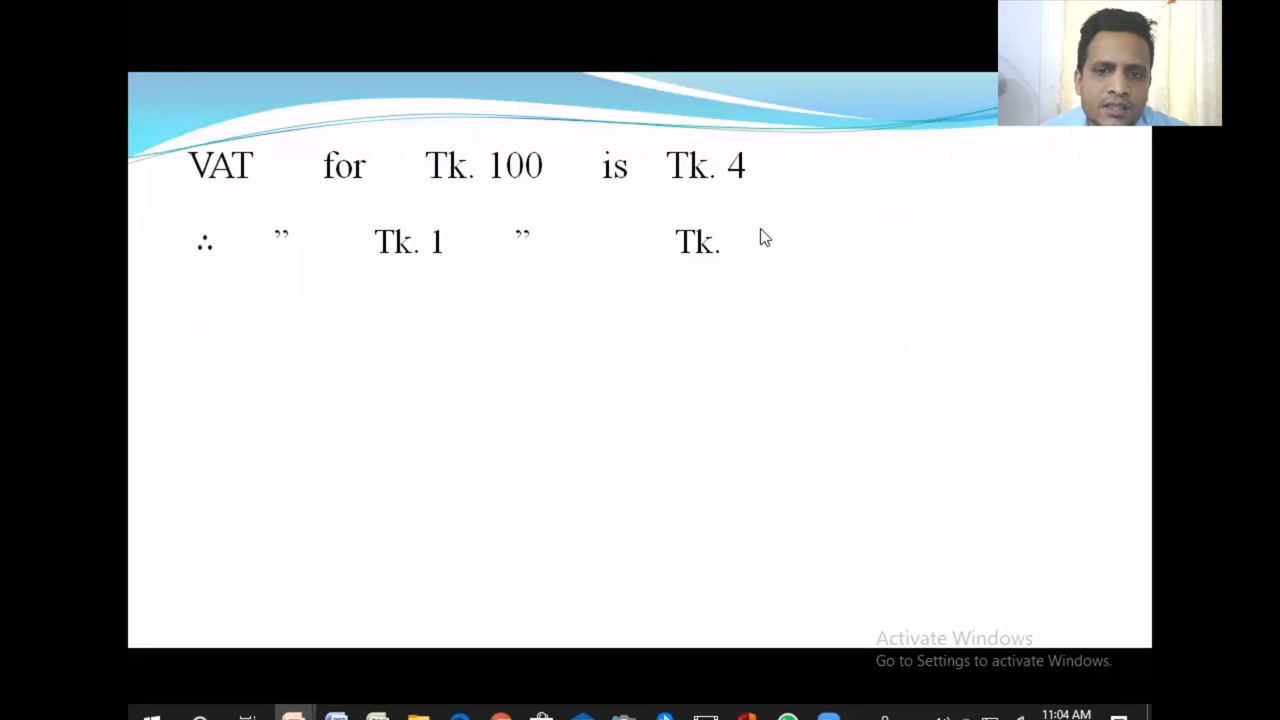 VAT for Tk. 100 is Tk. 4
∴ ” Tk. 1 ” Tk.
Activate Windows
Go to Settings to activate Windows.
11:04 AM